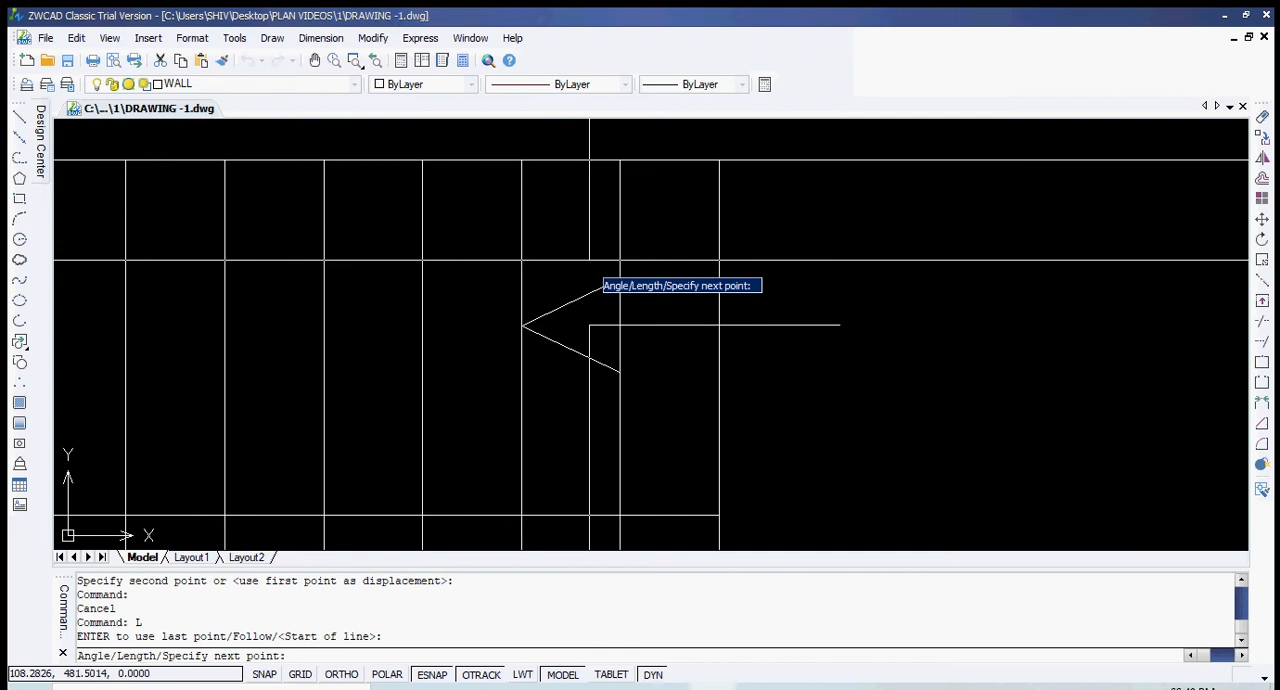 ZWCAD Classic Trial Version - [C:\Users\SHIV\Desktop\PLAN VIDEOS\1\DRAWING -1.dwg]
File Edit View Insert Format Tools Draw Dimension Modify Express Window Help
WALL ByLayer ByLayer ByLayer
C:\...\1\DRAWING -1.dwg
Design Center
Angle/Length/Specify next point:
Y
X
Model Layout1 Layout2
Specify second point or <use first point as displacement>:
Command:
Cancel
Command: L
ENTER to use last point/Follow/<Start of line>:
Comman...
Angle/Length/Specify next point:
108.2826, 481.5014, 0.0000 SNAP GRID ORTHO POLAR ESNAP OTRACK LWT MODEL TABLET DYN